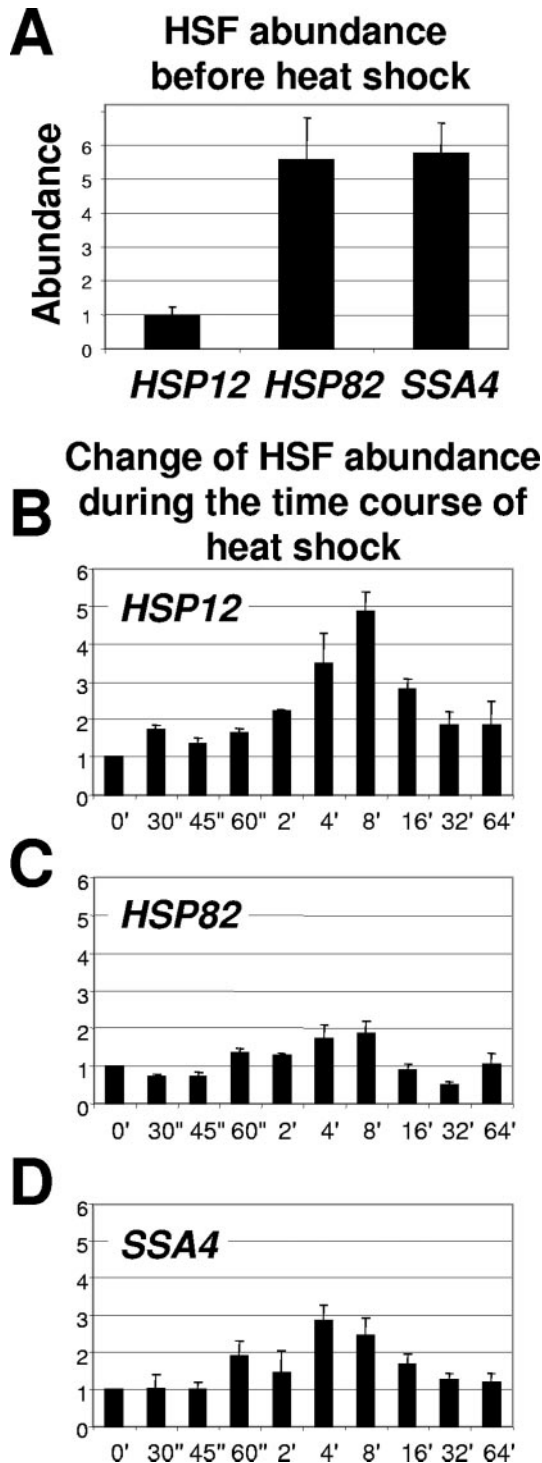 A
HSF abundance
before heat shock
Abundance
6
5
4
3
2
1
0
HSP12 HSP82 SSA4
B
Change of HSF abundance
during the time course of
heat shock
HSP12
6
5
4
3
2
1
0
0' 30" 45" 60" 2' 4' 8' 16' 32' 64'
C
HSP82
6
5
4
3
2
1
0
0' 30" 45" 60" 2' 4' 8' 16' 32' 64'
D
SSA4
6
5
4
3
2
1
0
0' 30" 45" 60" 2' 4' 8' 16' 32' 64'